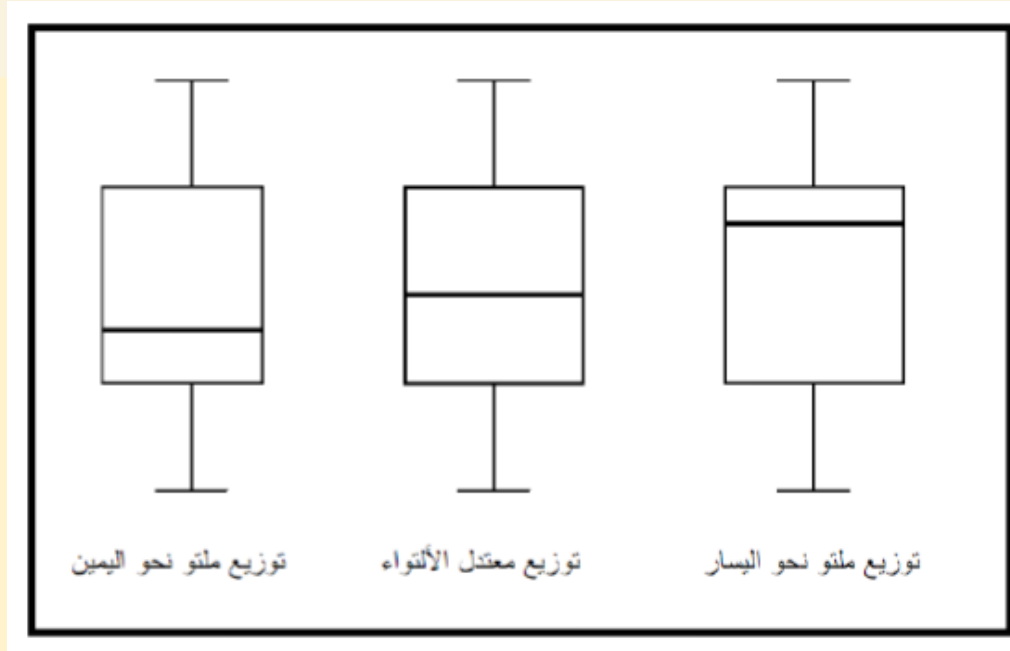 توزيع ملتو نحو اليسار
توزيع معتدل الألتواء
توزيع ملتو نحو اليمين